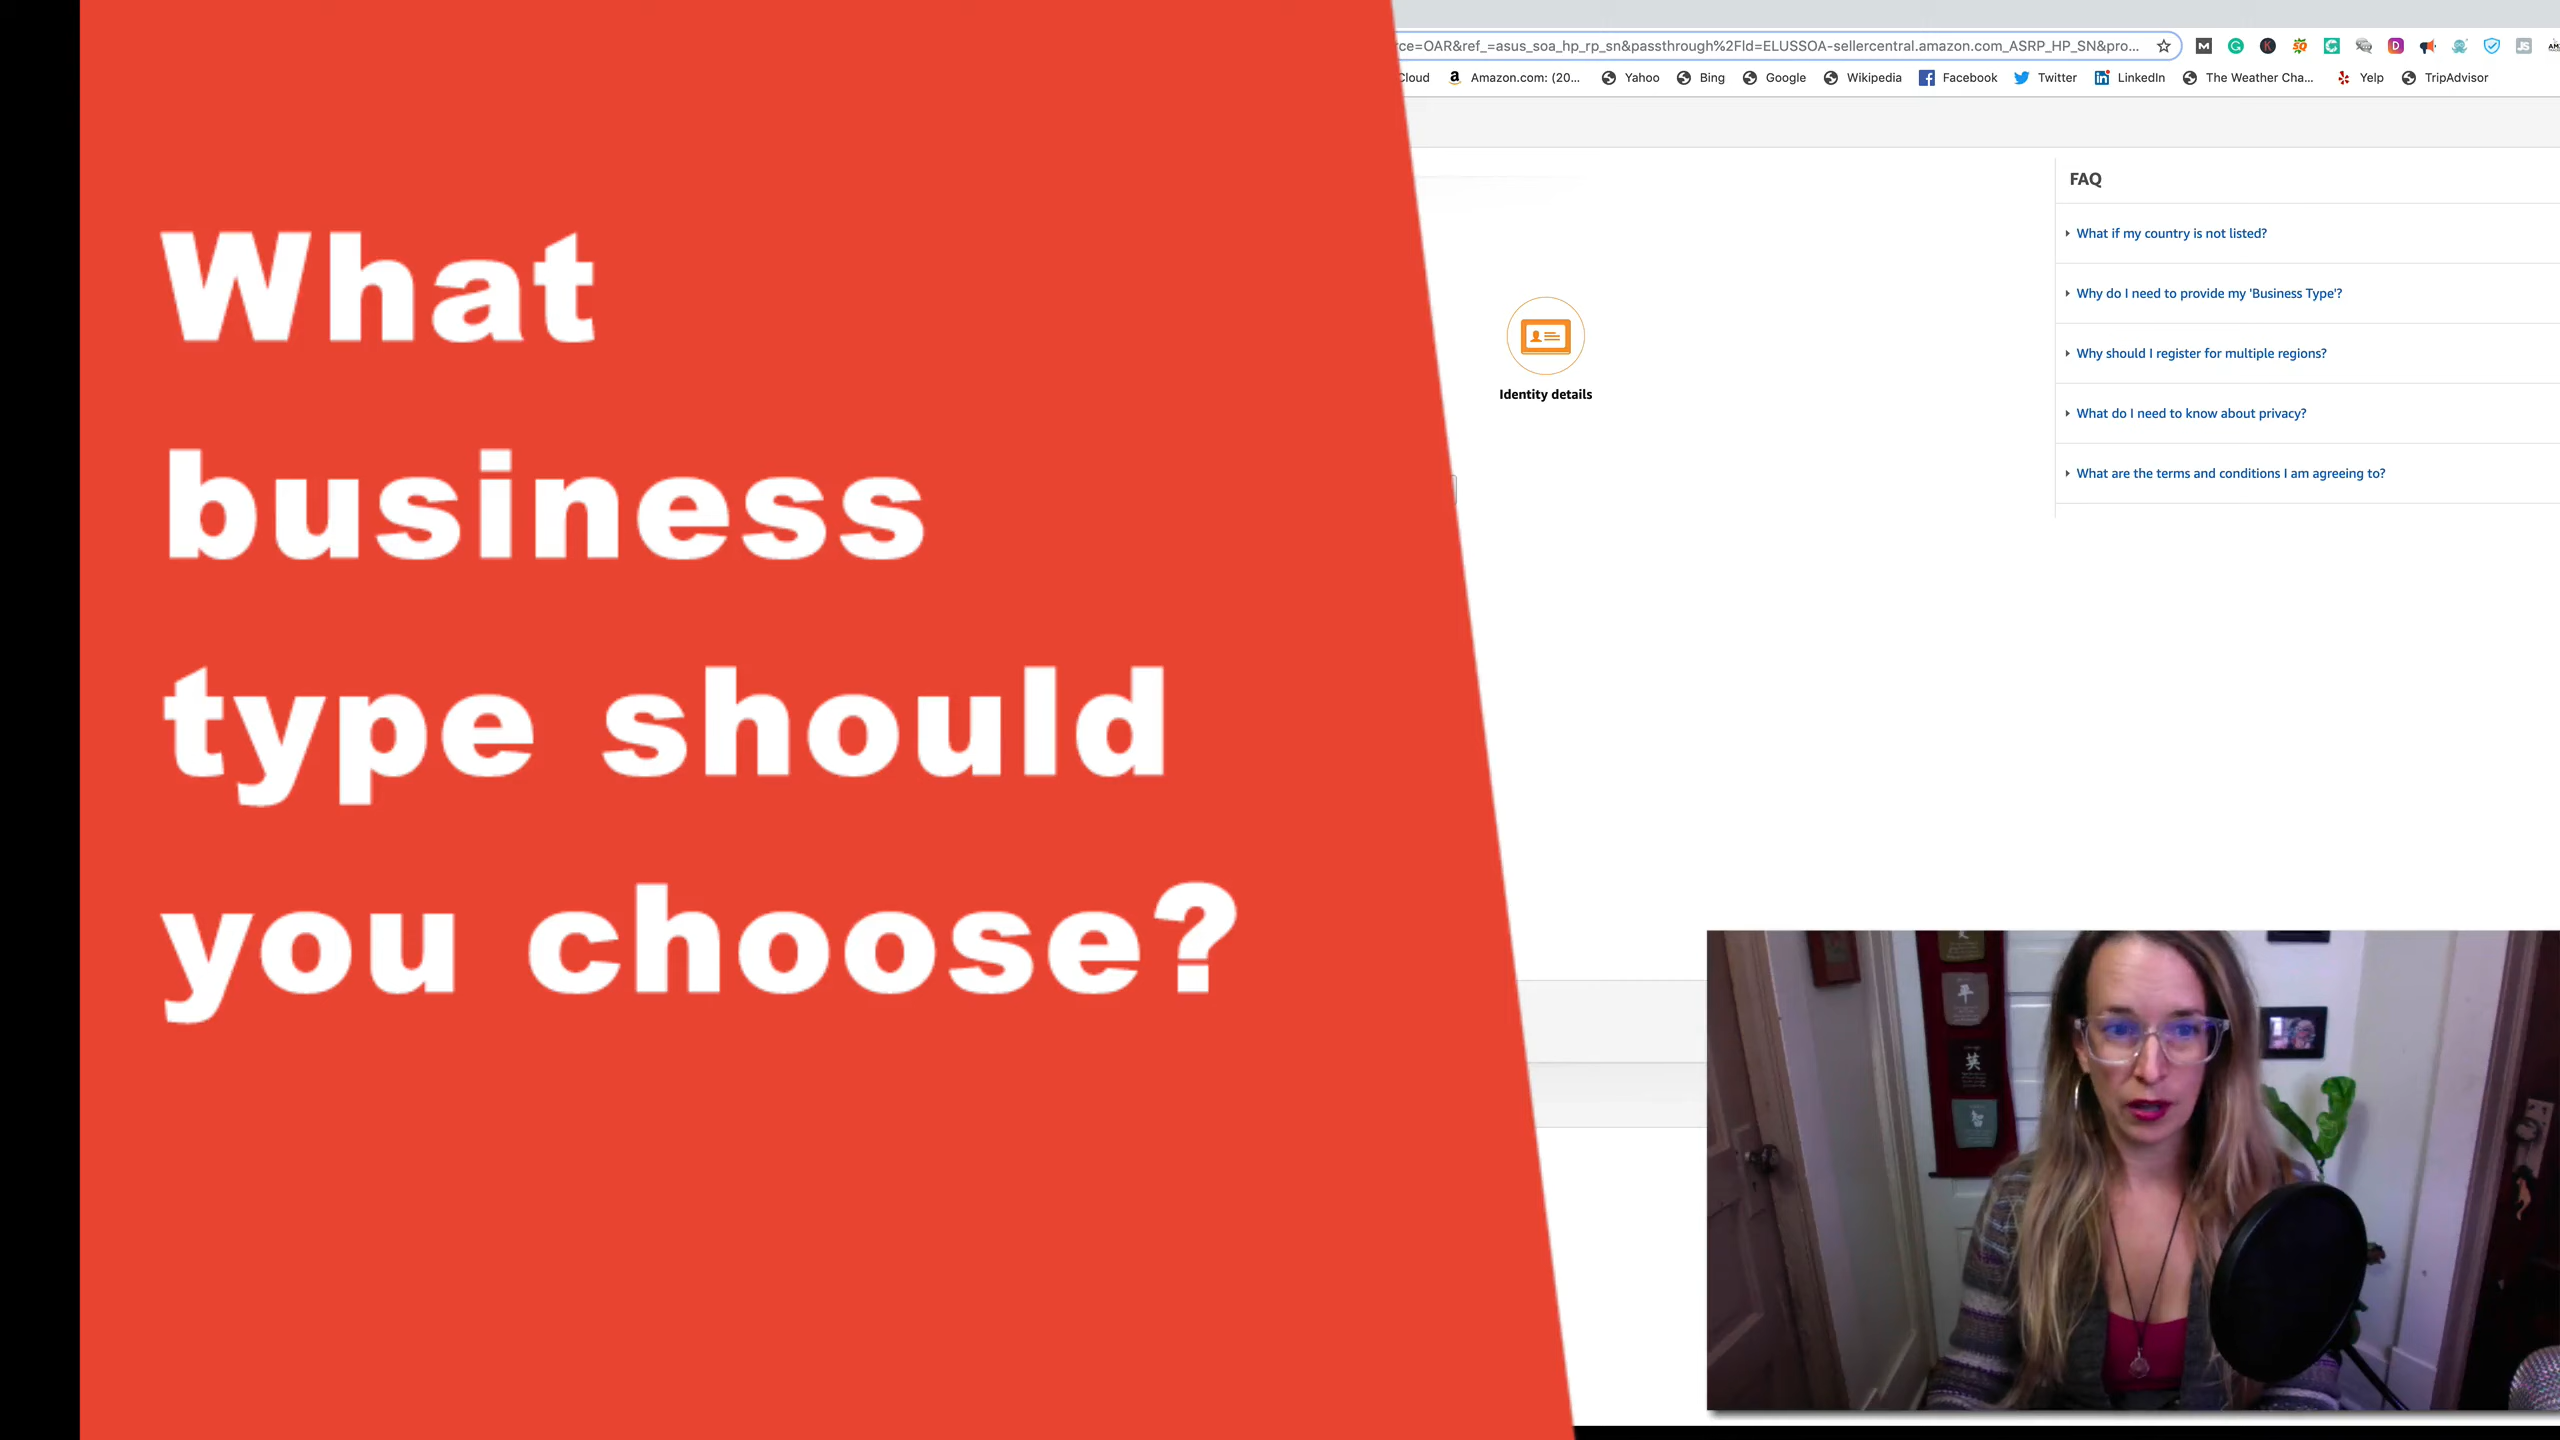 What
business
type should
you choose?
rce=OAR&ref_=asus_soa_hp_rp_sn&passthrough%2Fld=ELUSSOA-sellercentral.amazon.com_ASRP_HP_SN&pro...
Cloud Amazon.com: (20... Yahoo Bing Google Wikipedia Facebook Twitter LinkedIn The Weather Cha... Yelp TripAdvisor
FAQ
What if my country is not listed?
Why do I need to provide my 'Business Type'?
Why should I register for multiple regions?
What do I need to know about privacy?
What are the terms and conditions I am agreeing to?
Identity details
平
英